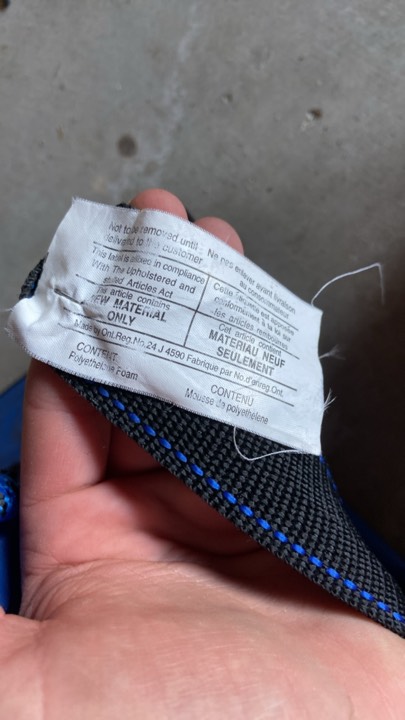 Not to be removed until
delivered to the customer
This label is affixed in compliance
With The Upholstered and
Articles Act
This article contains
NEW MATERIAL
ONLY
Made by Ont.Reg.No.24 J 4590 Fabriqué par No.d'enreg Ont.
CONTENT
Polyethylene Foam
Ne pas enlever avant livraison
au consommateur
Cette étiquette est apposée
conformément à la loi sur
les articles rembourrés
Cet article contient
MATERIAU NEUF
SEULEMENT
CONTENU
Mousse de polyéthylene